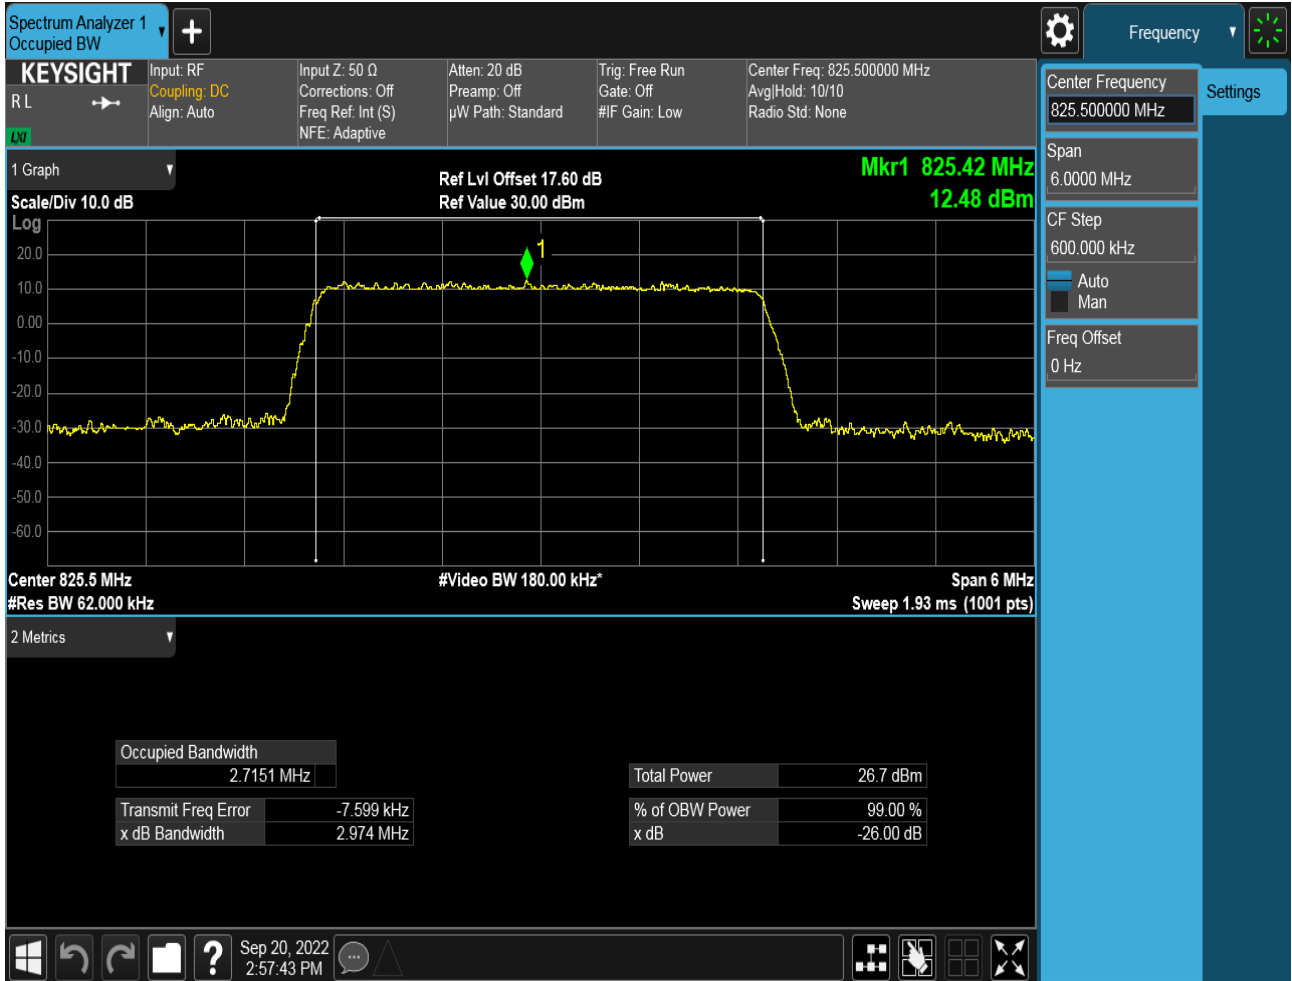 Spectrum Analyzer 1
Occupied BW
Frequency
KEYSIGHT
R L
LXI
Input: RF
Coupling: DC
Align: Auto
Input Z: 50 Ω
Corrections: Off
Freq Ref: Int (S)
NFE: Adaptive
Atten: 20 dB
Preamp: Off
µW Path: Standard
Trig: Free Run
Gate: Off
#IF Gain: Low
Center Freq: 825.500000 MHz
Avg|Hold: 10/10
Radio Std: None
Center Frequency
825.500000 MHz
Settings
Span
6.0000 MHz
CF Step
600.000 kHz
Auto
Man
Freq Offset
0 Hz
1 Graph
Scale/Div 10.0 dB
Log
Ref Lvl Offset 17.60 dB
Ref Value 30.00 dBm
Mkr1 825.42 MHz
12.48 dBm
1
20.0
10.0
0.00
-10.0
-20.0
-30.0
-40.0
-50.0
-60.0
Center 825.5 MHz
#Video BW 180.00 kHz*
Span 6 MHz
#Res BW 62.000 kHz
Sweep 1.93 ms (1001 pts)
2 Metrics
Occupied Bandwidth
2.7151 MHz
Total Power 26.7 dBm
Transmit Freq Error -7.599 kHz
% of OBW Power 99.00 %
x dB Bandwidth 2.974 MHz
x dB -26.00 dB
?
Sep 20, 2022
2:57:43 PM